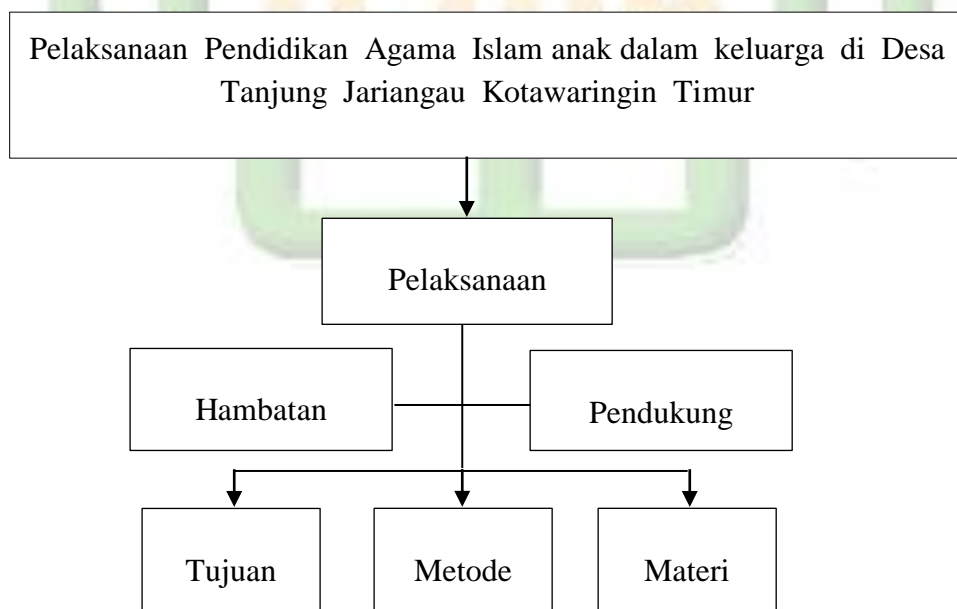 Pelaksanaan Pendidikan Agama Islam anak dalam keluarga di Desa
Tanjung Jariangau Kotawaringin Timur
Pelaksanaan
Hambatan
Pendukung
Tujuan
Metode
Materi